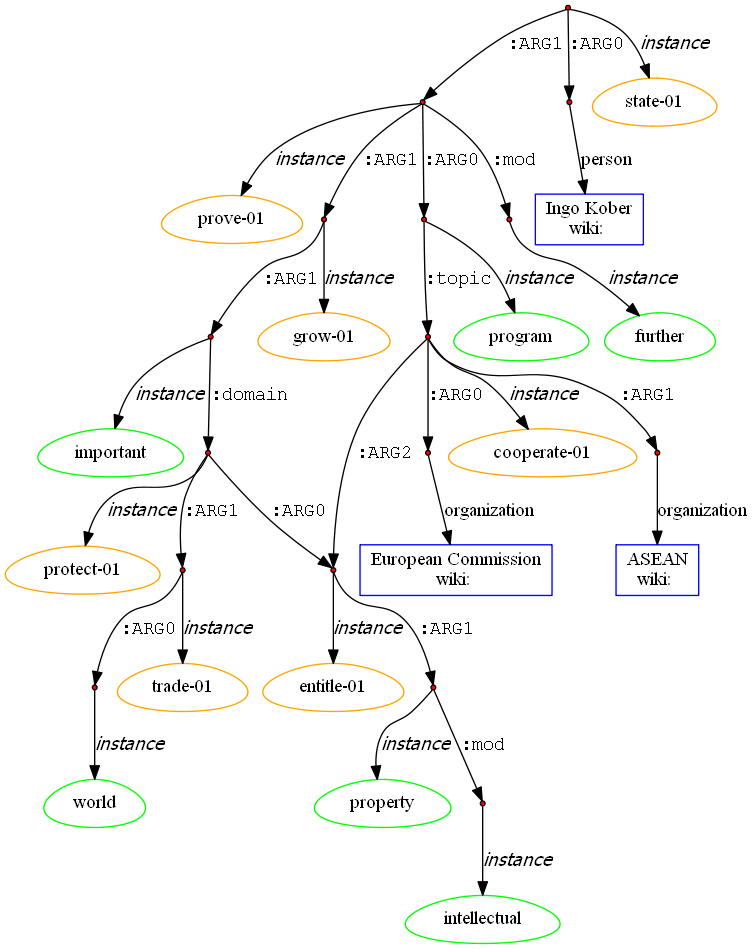 :ARG1
:ARG0
instance
state-01
person
Ingo Kober
wiki:
instance
:ARG1
:ARG0
:mod
prove-01
:ARG1
instance
:topic
instance
instance
grow-01
program
further
instance
:domain
:ARG2
:ARG0
instance
:ARG1
important
cooperate-01
instance
:ARG1
:ARG0
organization
organization
protect-01
European Commission
wiki:
ASEAN
wiki:
:ARG0
instance
instance
:ARG1
trade-01
entitle-01
instance
instance
:mod
world
property
instance
intellectual